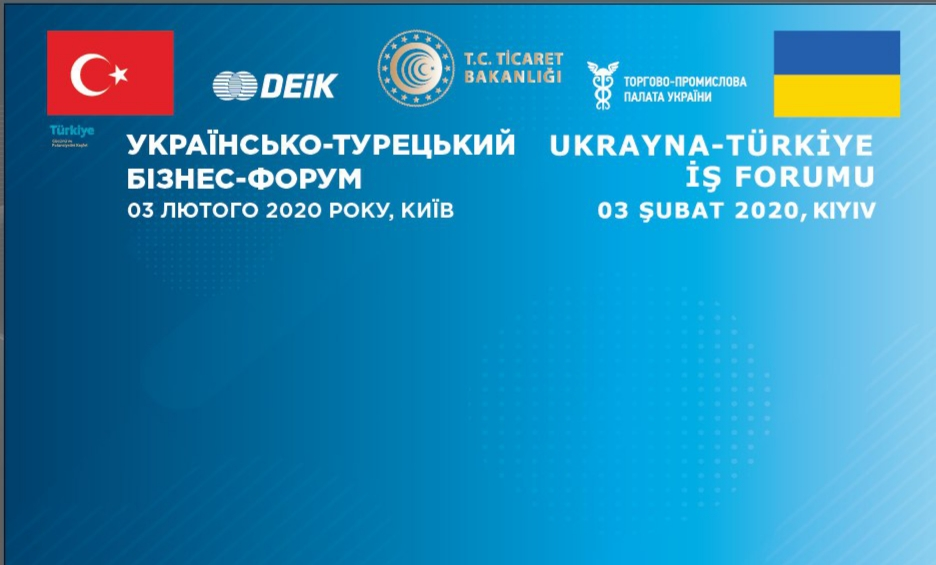 DEiK
T.C. TİCARET
BAKANLIĞI
ТОРГОВО-ПРОМИСЛОВА
ПАЛАТА УКРАЇНИ
Türkiye
УКРАЇНСЬКО-ТУРЕЦЬКИЙ
БІЗНЕС-ФОРУМ
03 ЛЮТОГО 2020 РОКУ, КИЇВ
UKRAYNA-TÜRKİYE
İŞ FORUMU
03 ŞUBAT 2020, KIYIV